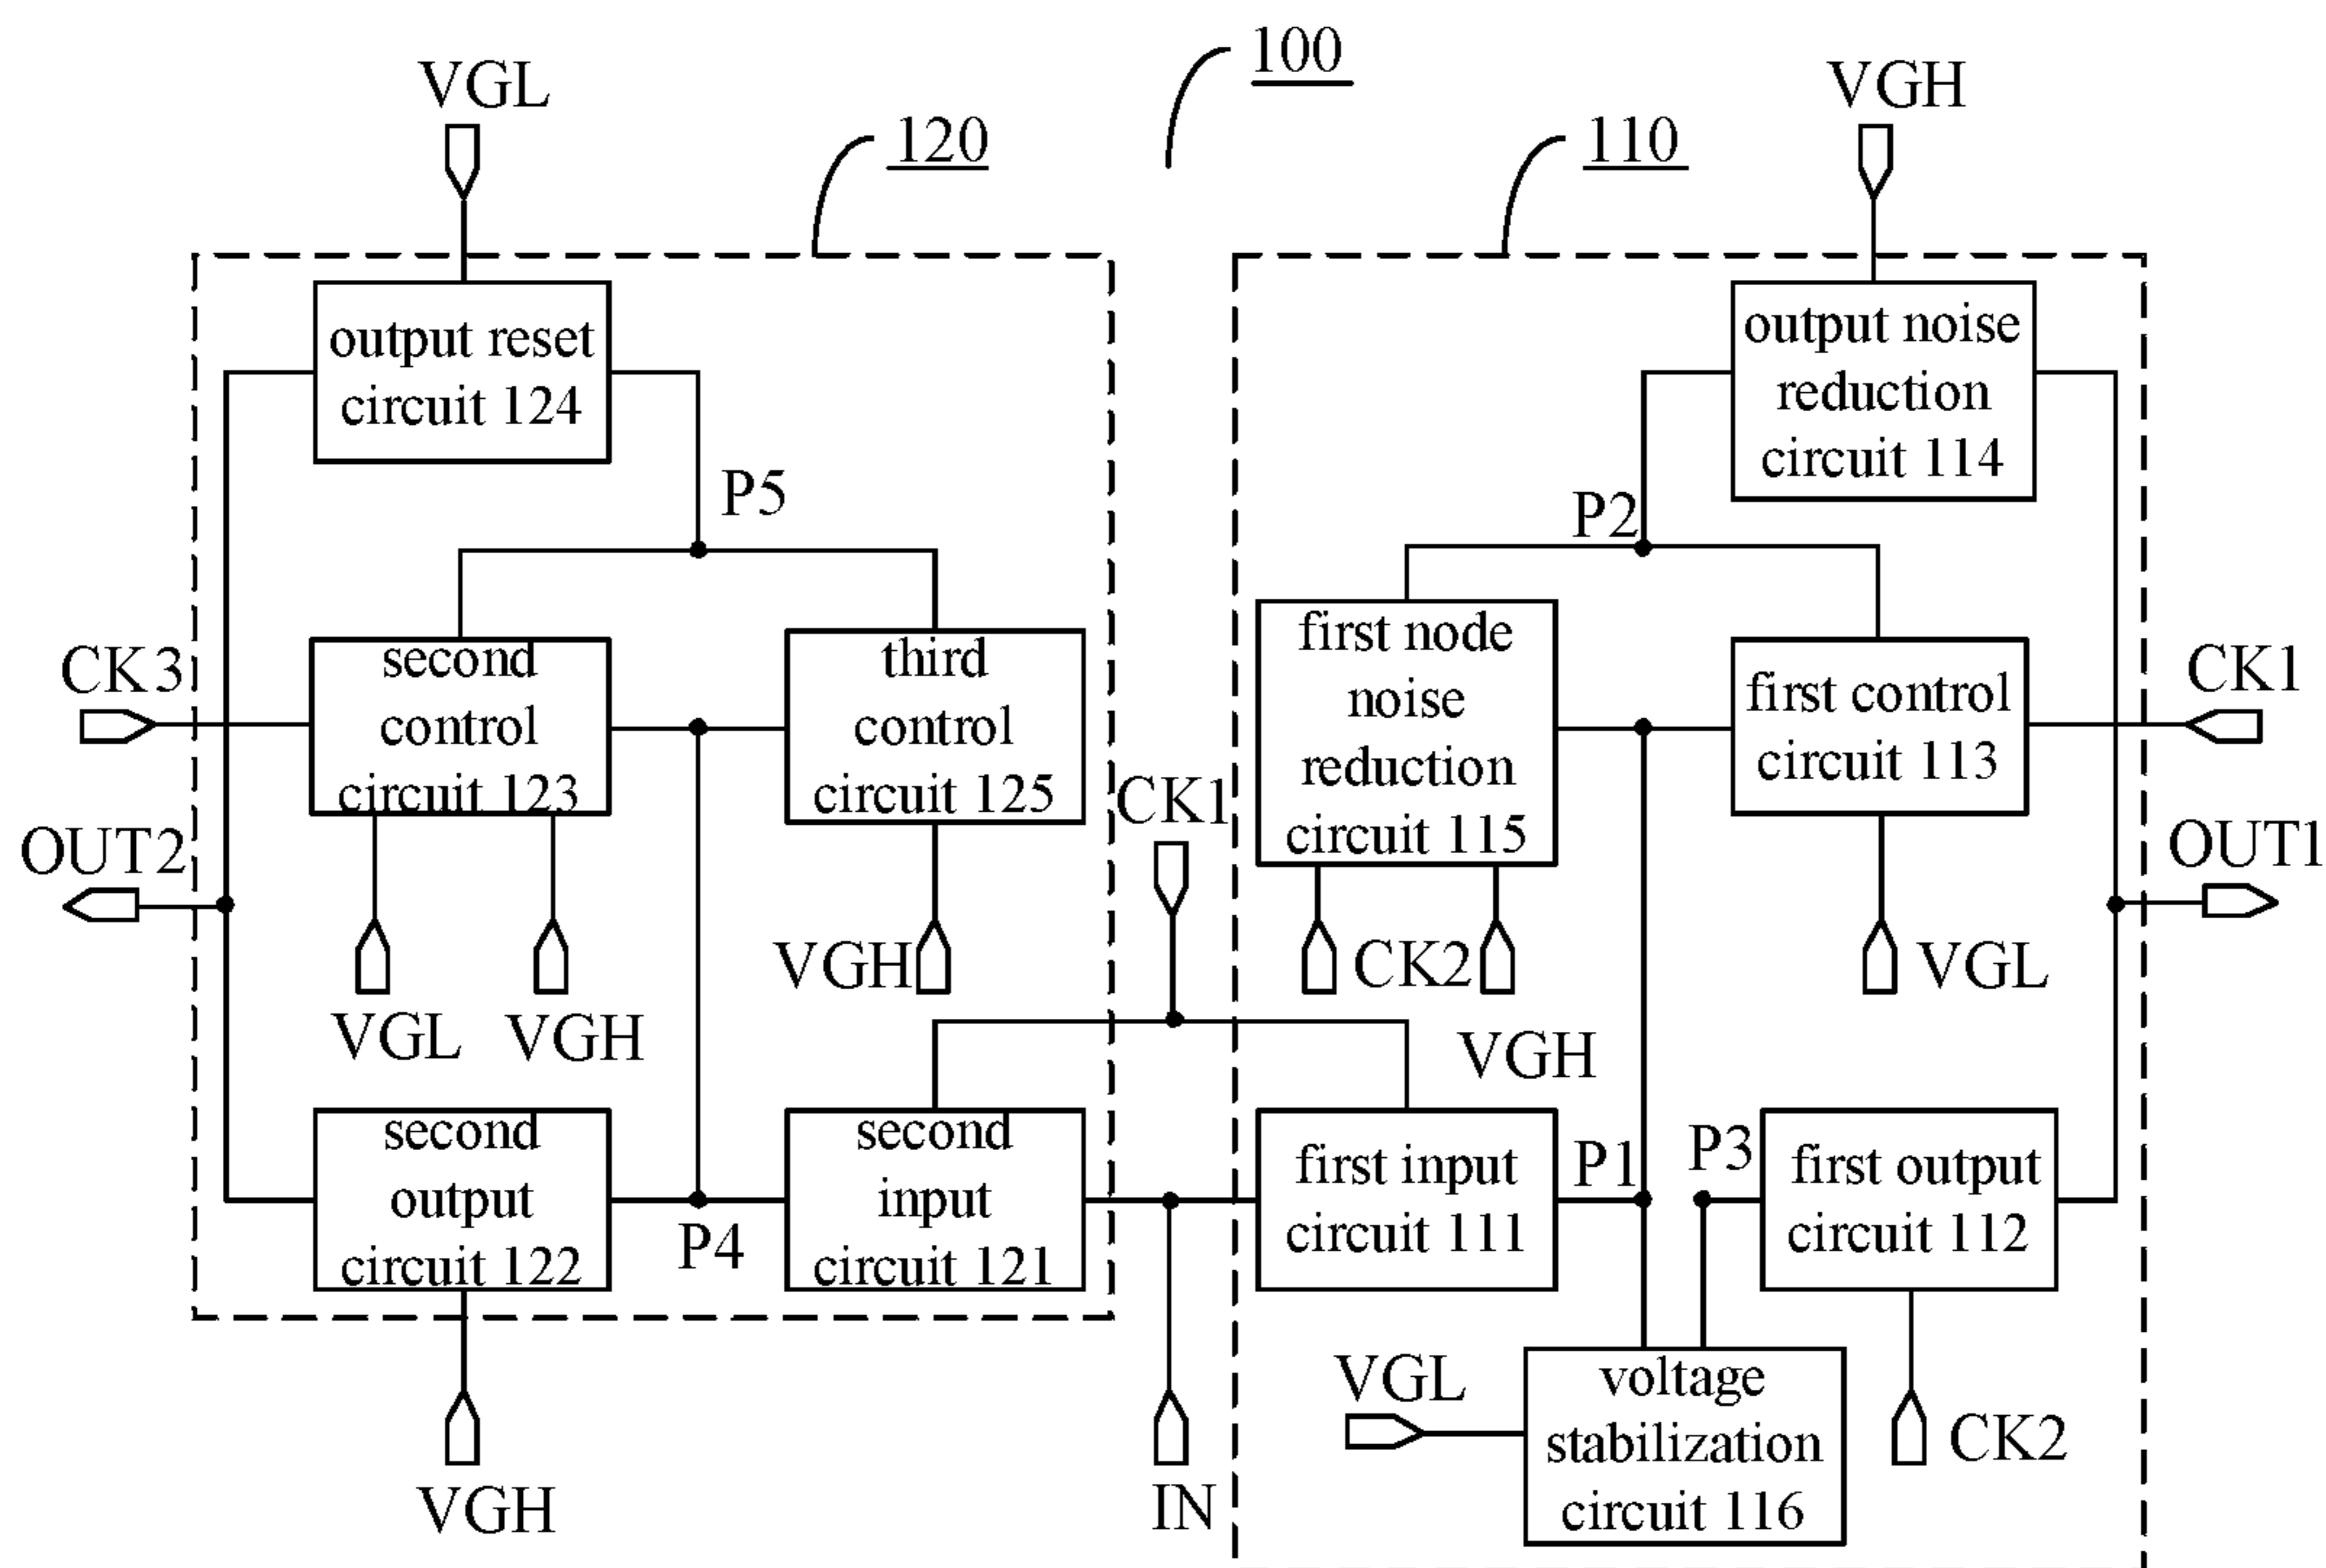 100
VGL
VGH
120
110
output reset
circuit 124
output noise
reduction
circuit 114
P5
P2
CK3
second
control
circuit 123
third
control
circuit 125
first node
noise
reduction
circuit 115
first control
circuit 113
CK1
CK1
OUT2
OUT1
VGL
VGH
VGH
CK2
VGH
VGL
second
output
circuit 122
P4
second
input
circuit 121
first input
circuit 111
P1
P3
first output
circuit 112
VGL
voltage
stabilization
circuit 116
CK2
VGH
IN